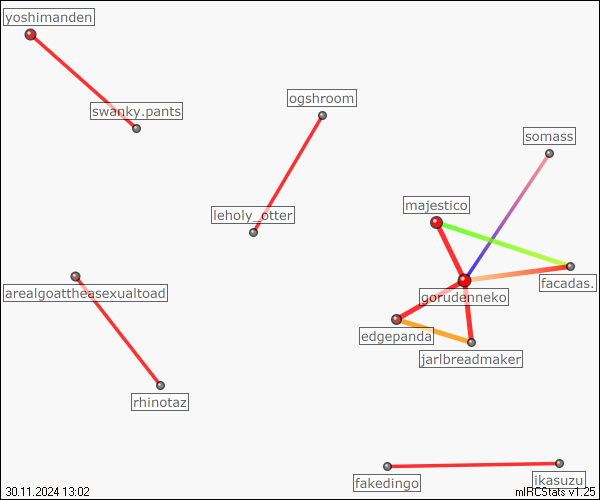 yoshimanden
swanky.pants
ogshroom
somass
majestico
leholy_otter
facadas.
arealgoattheasexualtoad
gorudenneko
edgepanda
jarlbreadmaker
rhinotaz
fakedingo
ikasuzu
30.11.2024 13:02
mIRCStats v1.25